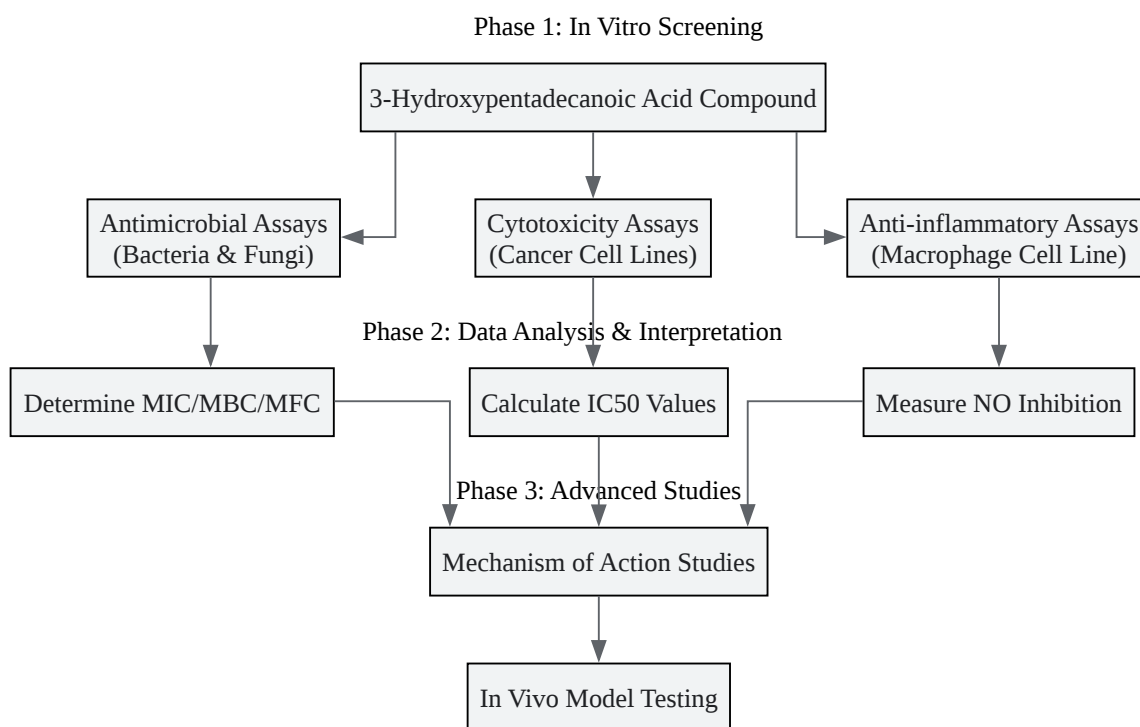 Phase 1: In Vitro Screening
3-Hydroxypentadecanoic Acid Compound
Antimicrobial Assays
(Bacteria & Fungi)
Cytotoxicity Assays
(Cancer Cell Lines)
Anti-inflammatory Assays
(Macrophage Cell Line)
Phase 2: Data Analysis & Interpretation
Determine MIC/MBC/MFC
Calculate IC50 Values
Measure NO Inhibition
Phase 3: Advanced Studies
Mechanism of Action Studies
In Vivo Model Testing